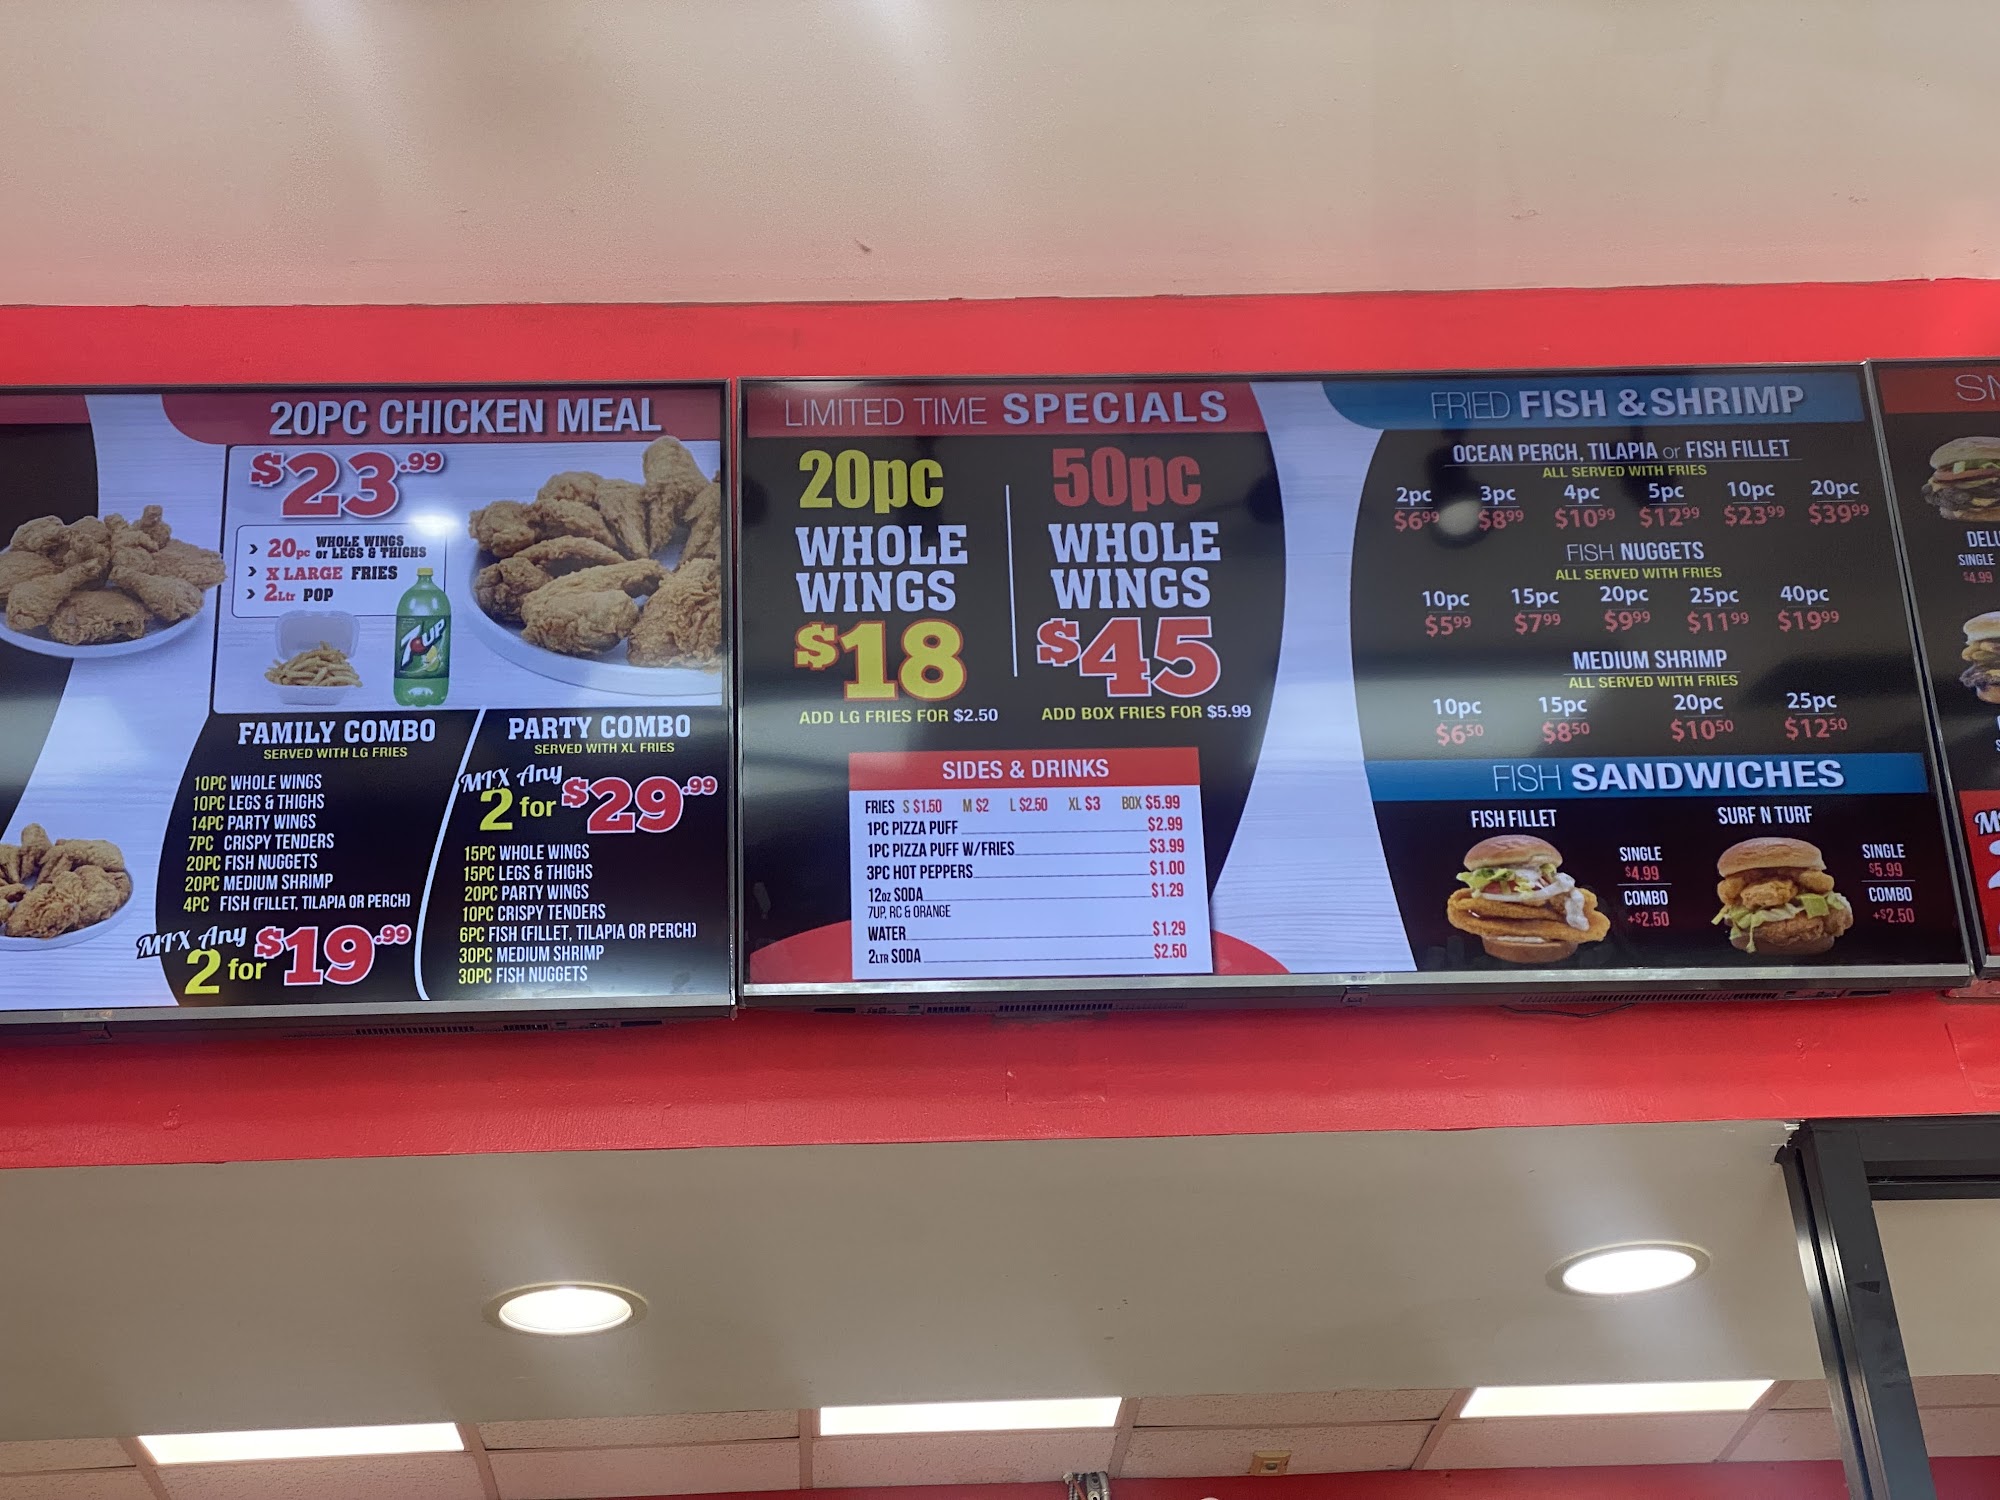 20PC CHICKEN MEAL
$23.99
> 20pc WHOLE WINGS or LEGS & THIGHS
> X LARGE FRIES
> 2Ltr POP
7UP
FAMILY COMBO
SERVED WITH LG FRIES
10PC WHOLE WINGS
10PC LEGS & THIGHS
14PC PARTY WINGS
7PC CRISPY TENDERS
20PC FISH NUGGETS
20PC MEDIUM SHRIMP
4PC FISH (FILLET, TILAPIA OR PERCH)
MIX Any
2 for $19.99
PARTY COMBO
SERVED WITH XL FRIES
MIX Any
2 for $29.99
15PC WHOLE WINGS
15PC LEGS & THIGHS
20PC PARTY WINGS
10PC CRISPY TENDERS
6PC FISH (FILLET, TILAPIA OR PERCH)
30PC MEDIUM SHRIMP
30PC FISH NUGGETS
LIMITED TIME SPECIALS
20pc
WHOLE
WINGS
$18
ADD LG FRIES FOR $2.50
50pc
WHOLE
WINGS
$45
ADD BOX FRIES FOR $5.99
SIDES & DRINKS
FRIES S $1.50 M $2 L $2.50 XL $3 BOX $5.99
1PC PIZZA PUFF $2.99
1PC PIZZA PUFF W/FRIES $3.99
3PC HOT PEPPERS $1.00
12oz SODA $1.29
7UP, RC & ORANGE
WATER $1.29
2LTR SODA $2.50
FRIED FISH & SHRIMP
OCEAN PERCH, TILAPIA or FISH FILLET
ALL SERVED WITH FRIES
2pc 3pc 4pc 5pc 10pc 20pc
$6.99 $8.99 $10.99 $12.99 $23.99 $39.99
FISH NUGGETS
ALL SERVED WITH FRIES
10pc 15pc 20pc 25pc 40pc
$5.99 $7.99 $9.99 $11.99 $19.99
MEDIUM SHRIMP
ALL SERVED WITH FRIES
10pc 15pc 20pc 25pc
$6.50 $8.50 $10.50 $12.50
FISH SANDWICHES
FISH FILLET
SINGLE
$4.99
COMBO
+$2.50
SURF N TURF
SINGLE
$5.99
COMBO
+$2.50
SINGLE
$4.99